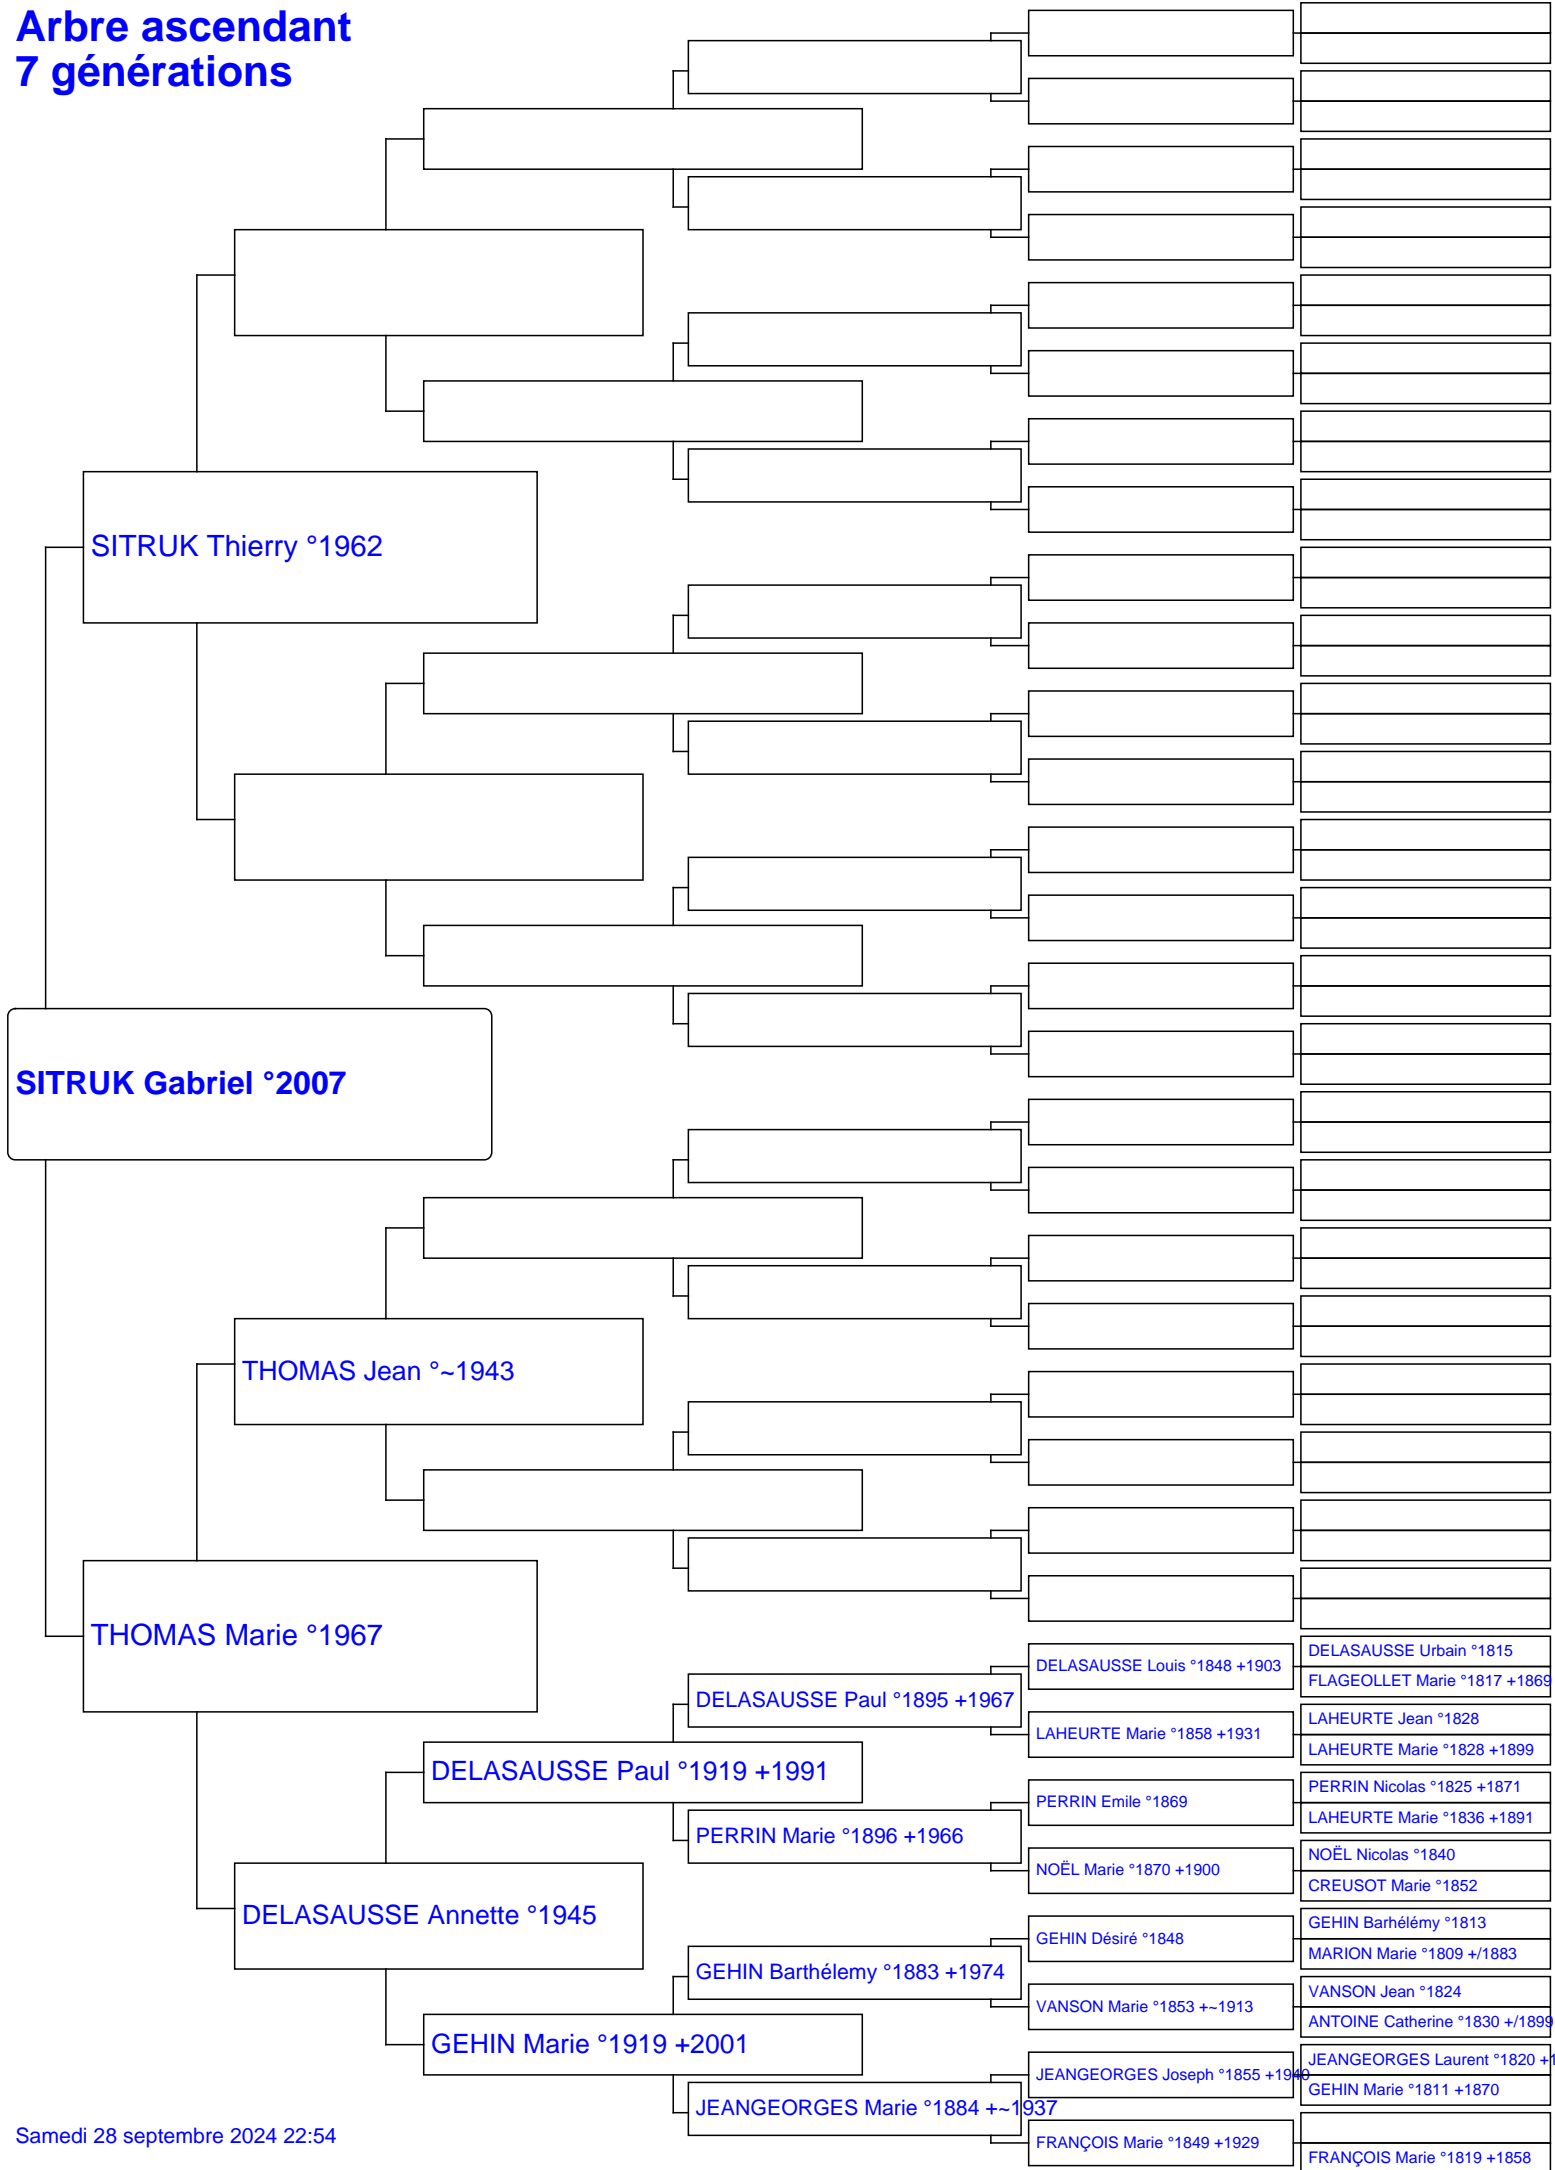 Arbre ascendant
7 générations
SITRUK Thierry °1962
SITRUK Gabriel °2007
THOMAS Jean °~1943
THOMAS Marie °1967
DELASAUSSE Urbain °1815
DELASAUSSE Louis °1848 +1903
FLAGEOLLET Marie °1817 +1869
DELASAUSSE Paul °1895 +1967
LAHEURTE Jean °1828
LAHEURTE Marie °1858 +1931
LAHEURTE Marie °1828 +1899
DELASAUSSE Paul °1919 +1991
PERRIN Nicolas °1825 +1871
PERRIN Emile °1869
LAHEURTE Marie °1836 +1891
PERRIN Marie °1896 +1966
NOËL Nicolas °1840
NOËL Marie °1870 +1900
CREUSOT Marie °1852
DELASAUSSE Annette °1945
GEHIN Barhélémy °1813
GEHIN Désiré °1848
MARION Marie °1809 +/1883
GEHIN Barthélemy °1883 +1974
VANSON Jean °1824
VANSON Marie °1853 +~1913
ANTOINE Catherine °1830 +/1899
GEHIN Marie °1919 +2001
JEANGEORGES Laurent °1820 +1
JEANGEORGES Joseph °1855 +1940
GEHIN Marie °1811 +1870
JEANGEORGES Marie °1884 +~1937
FRANÇOIS Marie °1849 +1929
FRANÇOIS Marie °1819 +1858
Samedi 28 septembre 2024 22:54